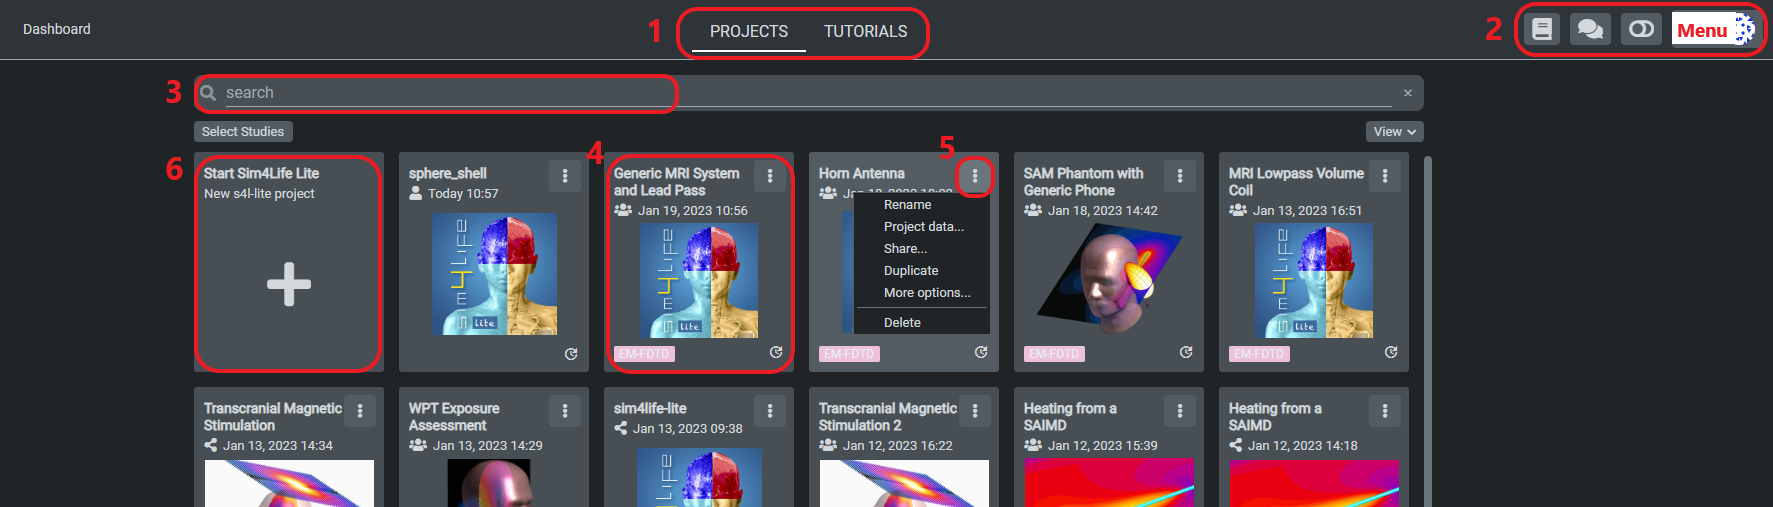 Dashboard
1
PROJECTS
TUTORIALS
2
Menu
3
search
×
Select Studies
View
6
Start Sim4Life Lite
New s4l-lite project
sphere_shell
Today 10:57
sim4LiFE
lite
4
Generic MRI System
and Lead Pass
Jan 19, 2023 10:56
sim4LiFE
lite
EM-FDTD
5
Horn Antenna
Rename
Project data...
Share...
Duplicate
More options...
Delete
EM-FDTD
SAM Phantom with
Generic Phone
Jan 18, 2023 14:42
EM-FDTD
MRI Lowpass Volume
Coil
Jan 13, 2023 16:51
sim4LiFE
lite
EM-FDTD
Transcranial Magnetic
Stimulation
Jan 13, 2023 14:34
WPT Exposure
Assessment
Jan 13, 2023 14:29
sim4life-lite
Jan 13, 2023 09:38
Transcranial Magnetic
Stimulation 2
Jan 12, 2023 16:22
Heating from a
SAIMD
Jan 12, 2023 15:39
Heating from a
SAIMD
Jan 12, 2023 14:18